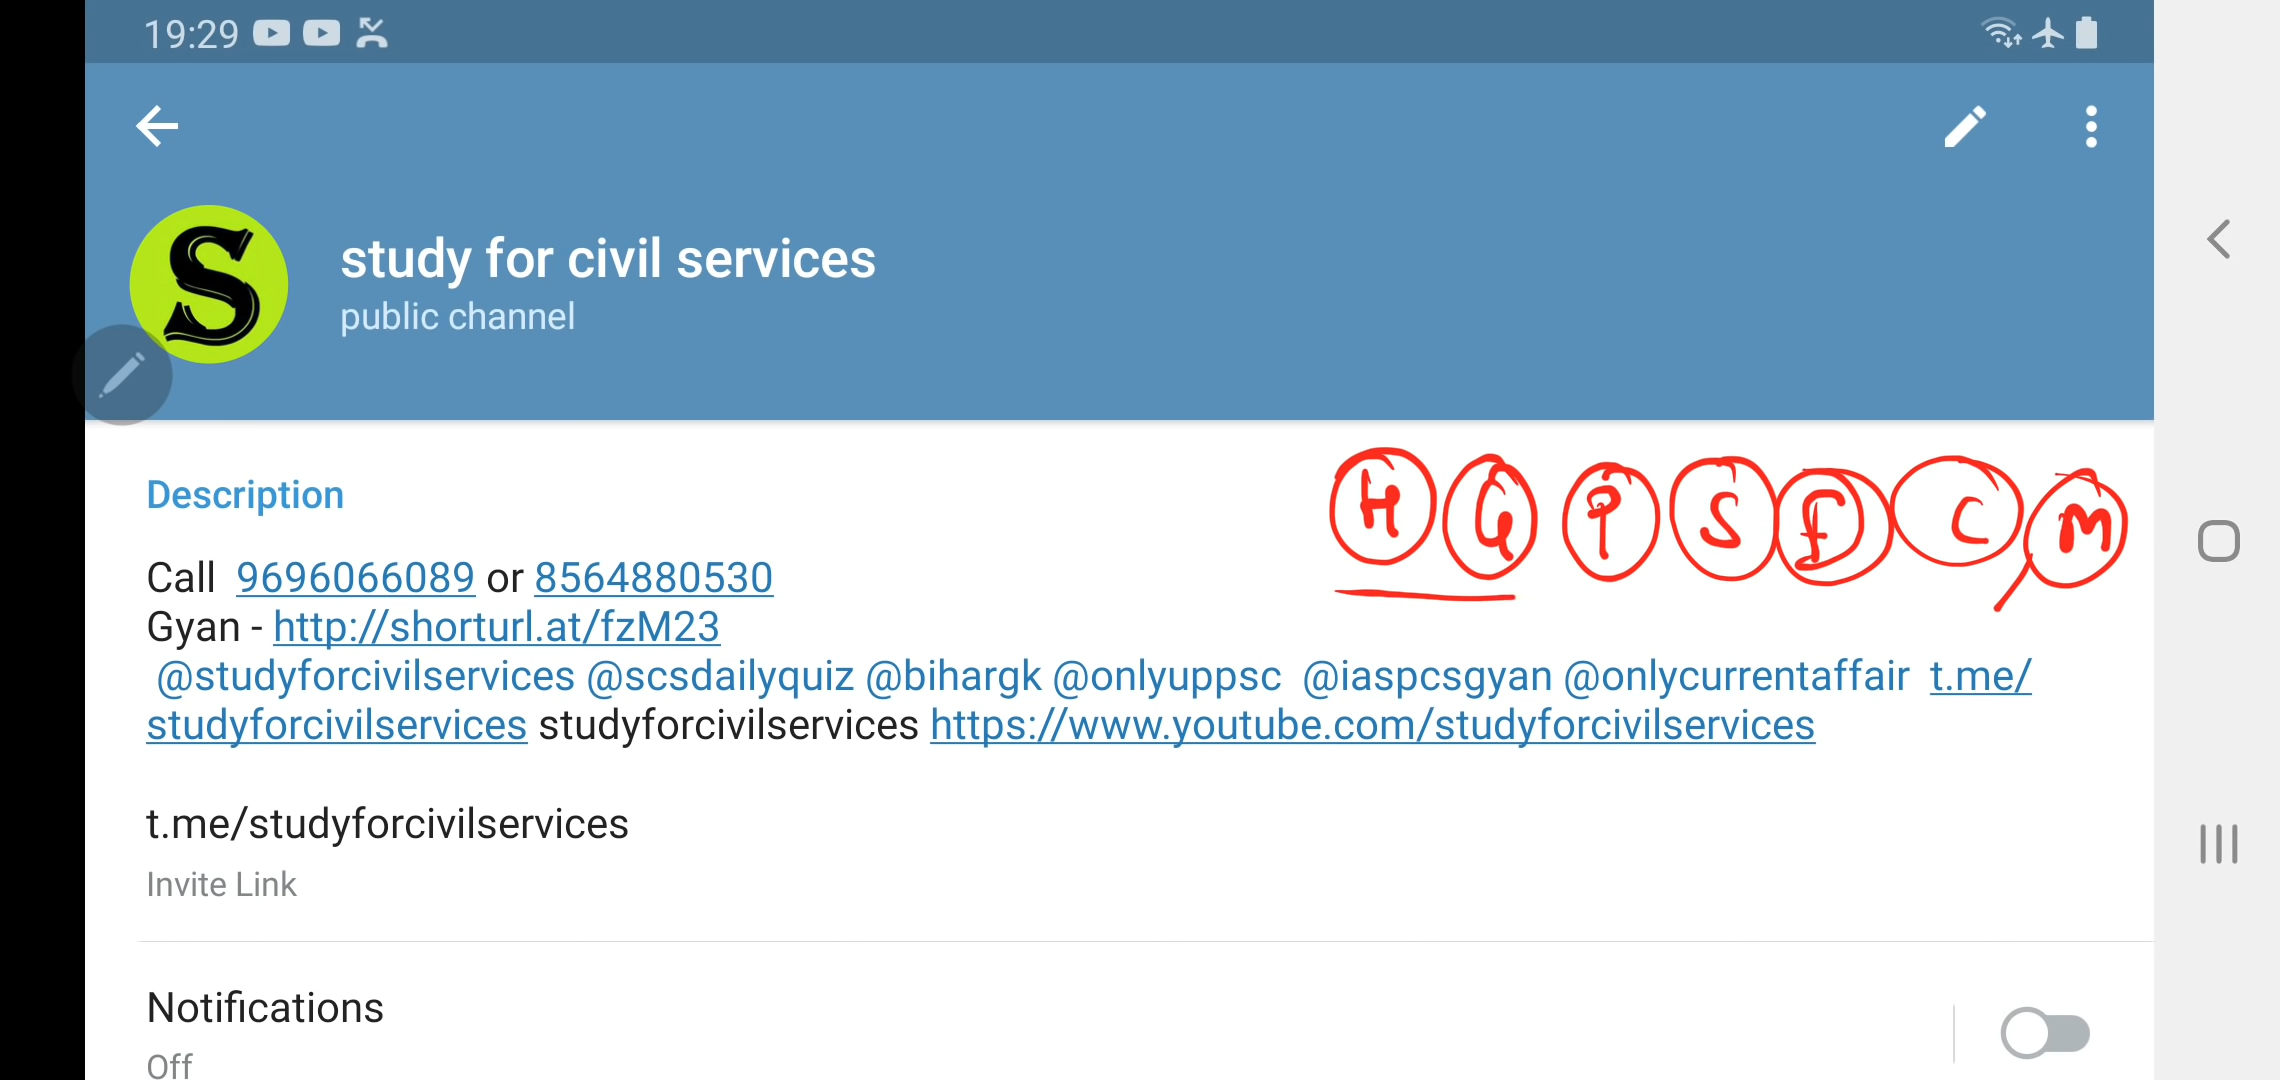 19:29
S
study for civil services
public channel
H G P S E C M
Description
Call 9696066089 or 8564880530
Gyan - http://shorturl.at/fzM23
@studyforcivilservices @scsdailyquiz @bihargk @onlyuppsc @iaspcsgyan @onlycurrentaffair t.me/
studyforcivilservices studyforcivilservices https://www.youtube.com/studyforcivilservices
t.me/studyforcivilservices
Invite Link
Notifications
Off